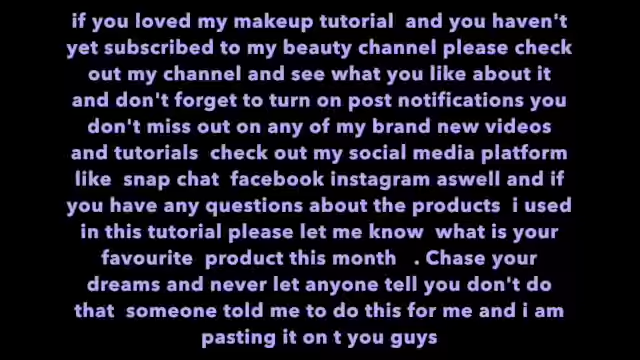 if you loved my makeup tutorial  and you haven't
yet subscribed to my beauty channel please check
out my channel and see what you like about it
and don't forget to turn on post notifications you
don't miss out on any of my brand new videos
and tutorials  check out my social media platform
like  snap chat  facebook instagram aswell and if
you have any questions about the products  i used
in this tutorial please let me know  what is your
favourite  product this month   . Chase your
dreams and never let anyone tell you don't do
that  someone told me to do this for me and i am
pasting it on t you guys